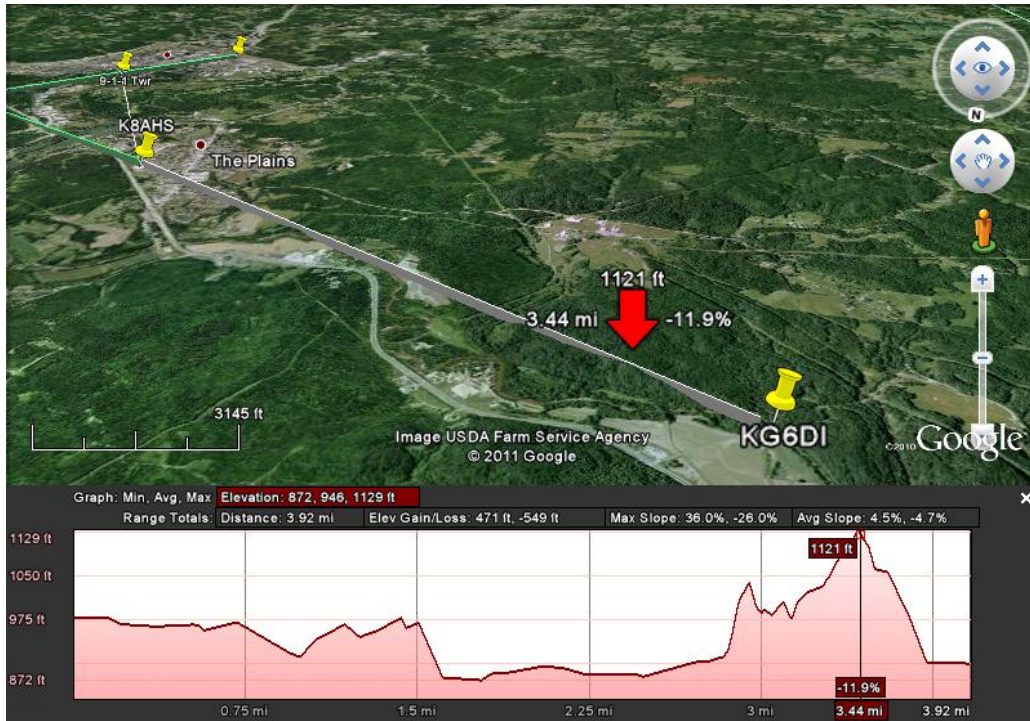 9-1-1 Twr
K8AHS
The Plains
N
1121 ft
3.44 mi
-11.9%
3145 ft
Image USDA Farm Service Agency
© 2011 Google
KG6DI
©2010 Google
Graph: Min, Avg, Max Elevation: 872, 946, 1129 ft
Range Totals: Distance: 3.92 mi Elev Gain/Loss: 471 ft, -549 ft Max Slope: 36.0%, -26.0% Avg Slope: 4.5%, -4.7%
1129 ft
1121 ft
1050 ft
975 ft
872 ft
-11.9%
0.75 mi 1.5 mi 2.25 mi 3 mi 3.44 mi 3.92 mi